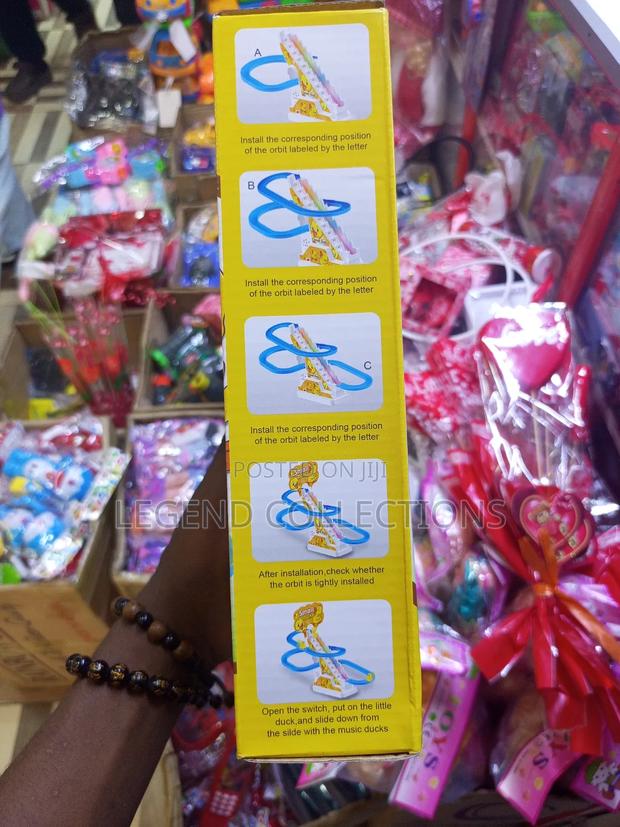 A
Install the corresponding position
of the orbit labeled by the letter
B
Install the corresponding position
of the orbit labeled by the letter
C
Install the corresponding position
of the orbit labeled by the letter
POSTED ON JIJI
LEGEND COLLECTIONS
After installation,check whether
the orbit is tightly installed
Small
Open the switch, put on the little
duck,and slide down from
the silde with the music ducks